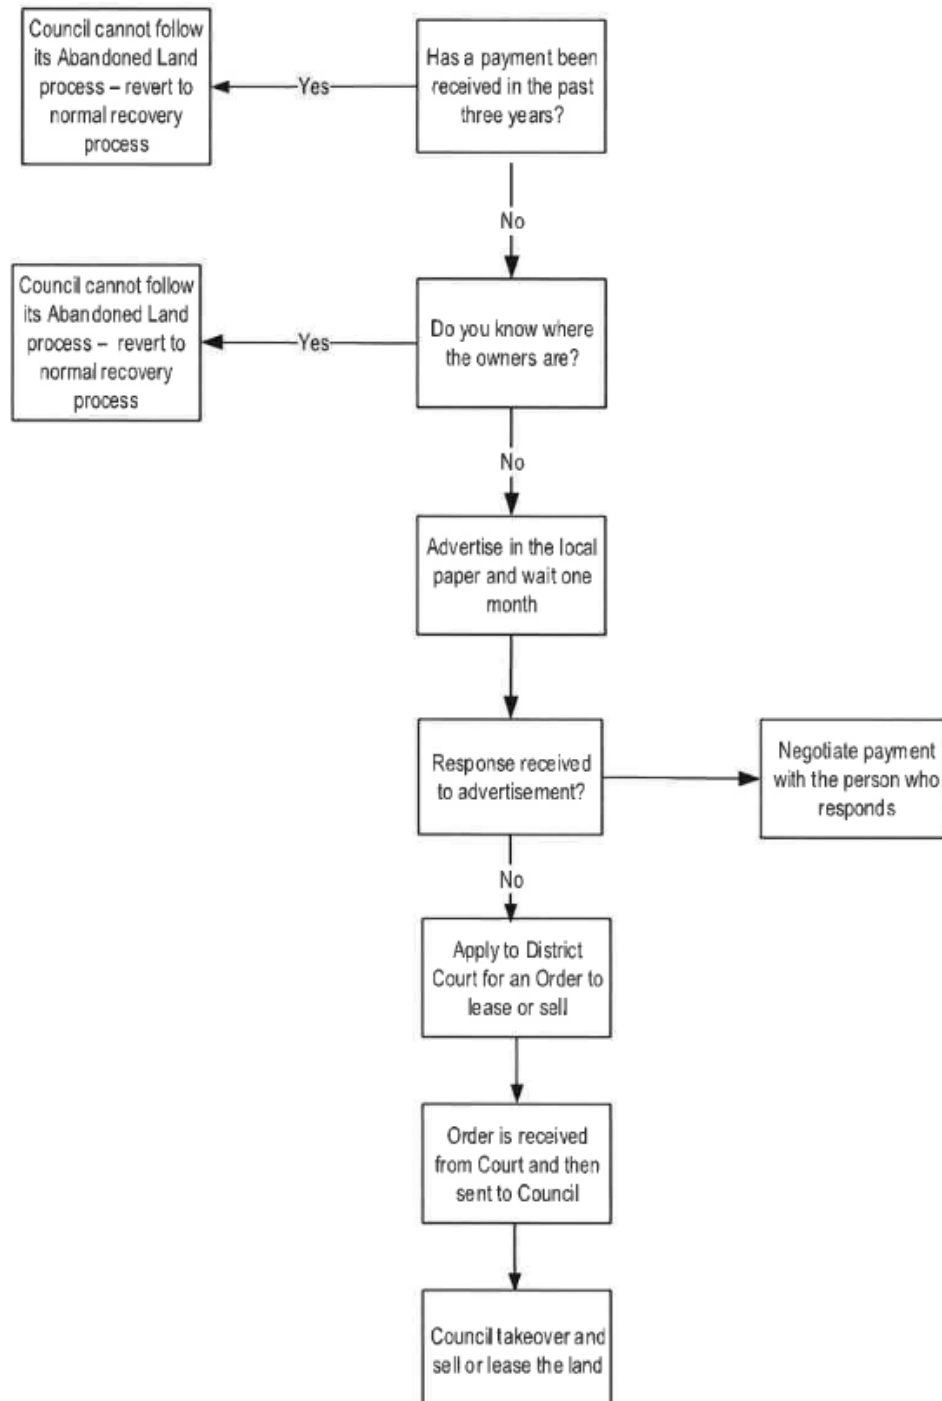 Council cannot follow
its Abandoned Land
process – revert to
normal recovery
process
Yes
Has a payment been
received in the past
three years?
No
Council cannot follow
its Abandoned Land
process – revert to
normal recovery
process
Yes
Do you know where
the owners are?
No
Advertise in the local
paper and wait one
month
Response received
to advertisement?
Negotiate payment
with the person who
responds
No
Apply to District
Court for an Order to
lease or sell
Order is received
from Court and then
sent to Council
Council takeover and
sell or lease the land